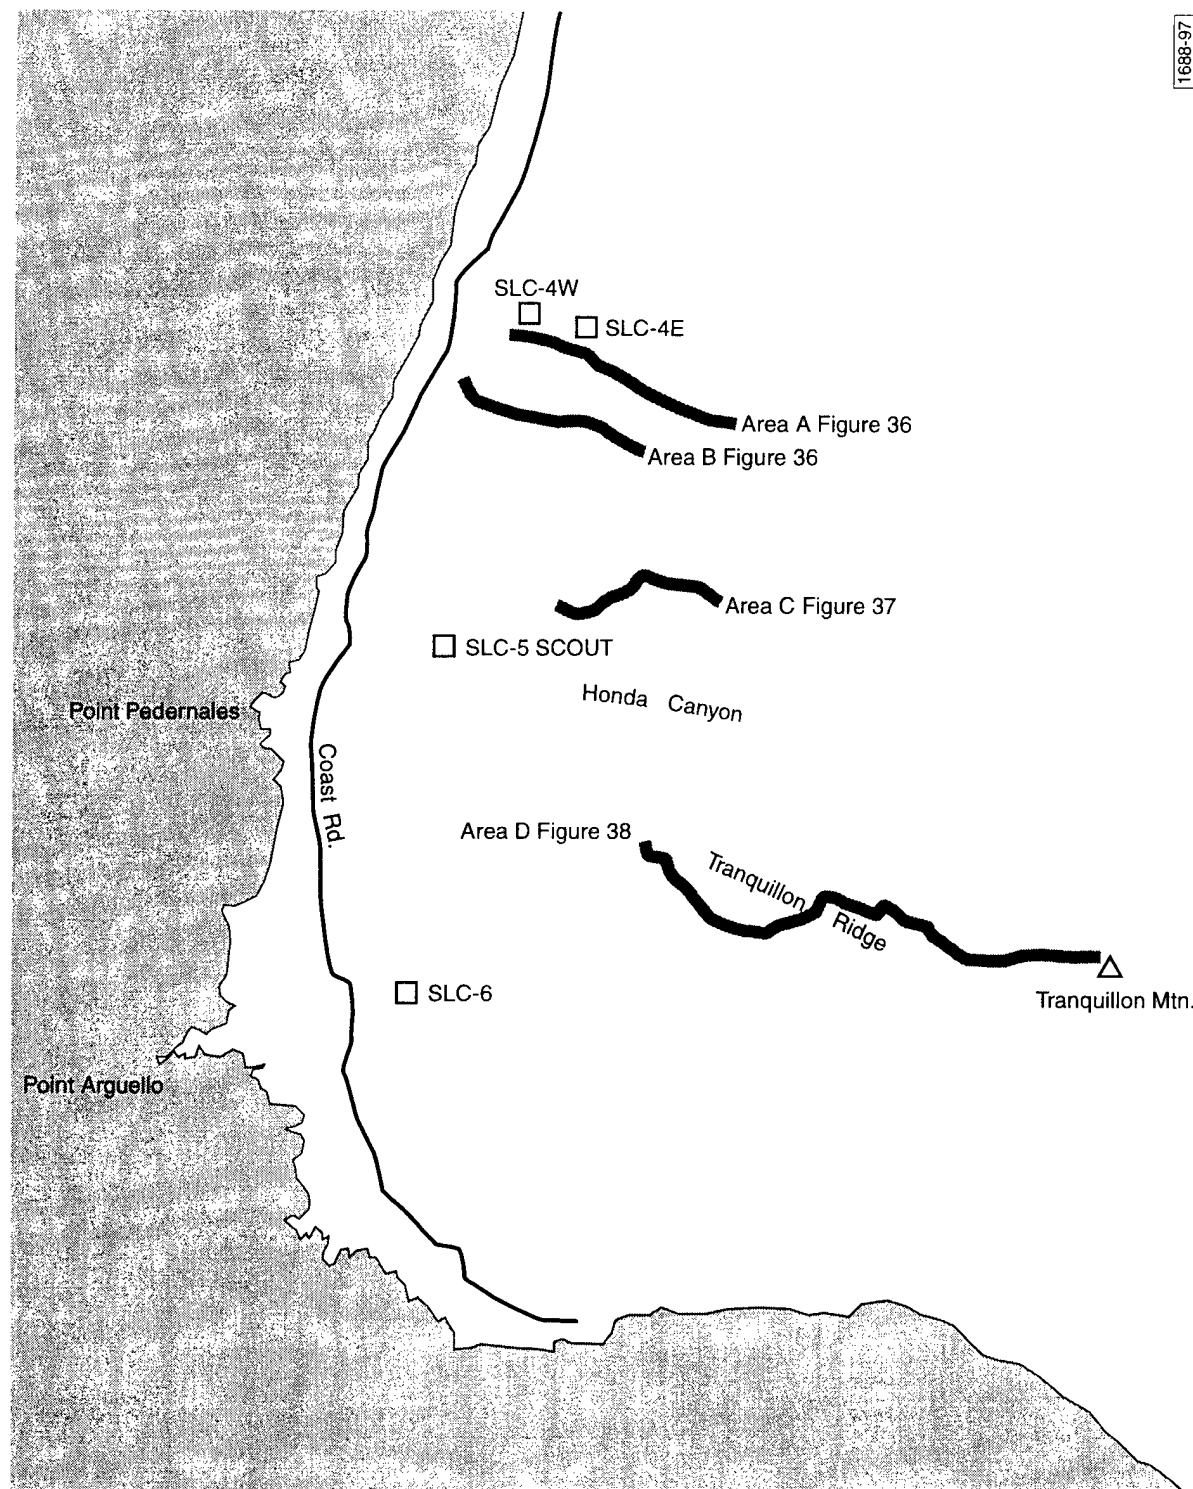 1688-97
SLC-4W
SLC-4E
Area A Figure 36
Area B Figure 36
Area C Figure 37
SLC-5 SCOUT
Honda Canyon
Point Pedernales
Coast Rd.
Area D Figure 38
Tranquillon
Ridge
SLC-6
Tranquillon Mtn.
Point Arguello